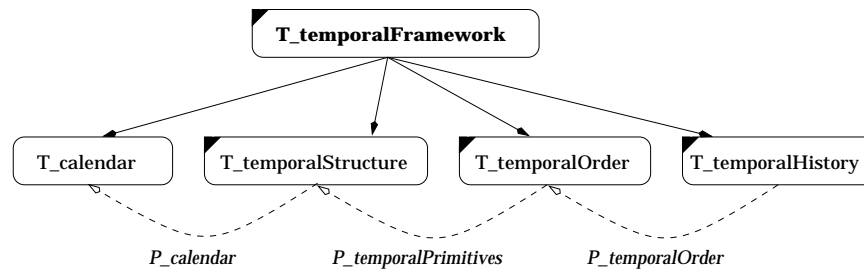 T_temporalFramework
T_calendar T_temporalStructure T_temporalOrder T_temporalHistory
P_calendar P_temporalPrimitives P_temporalOrder